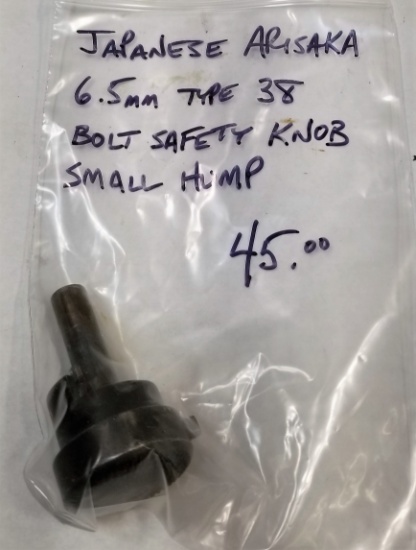 JAPANESE ARISAKA
6.5mm TYPE 38
BOLT SAFETY KNOB
SMALL HUMP
45.00